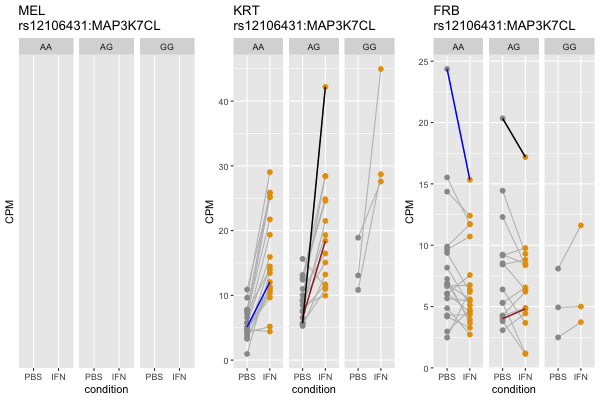 MEL
rs12106431:MAP3K7CL
AA AG GG
CPM
PBS IFN PBS IFN PBS IFN
condition
KRT
rs12106431:MAP3K7CL
AA AG GG
CPM
40
30
20
10
0
PBS IFN PBS IFN PBS IFN
condition
FRB
rs12106431:MAP3K7CL
AA AG GG
CPM
25
20
15
10
5
0
PBS IFN PBS IFN PBS IFN
condition